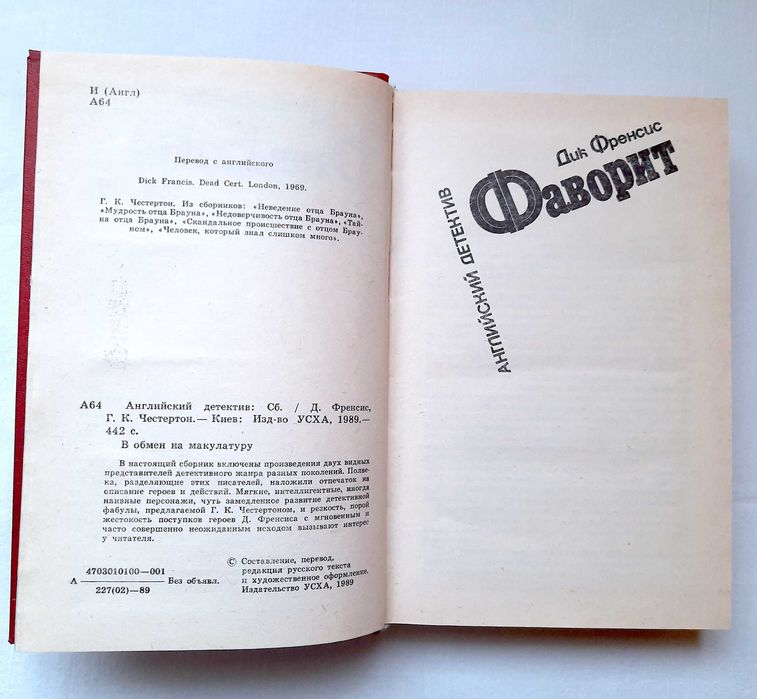 И (Англ)
А64
Перевод с английского
Dick Francis. Dead Cert. London, 1969.
Г. К. Честертон. Из сборников: «Неведение отца Брауна»,
«Мудрость отца Брауна», «Недоверчивость отца Брауна», «Тай-
на отца Брауна», «Скандальное происшествие с отцом Брау-
ном», «Человек, который знал слишком много».
А64 Английский детектив: Сб. / Д. Френсис,
Г. К. Честертон.— Киев: Изд-во УСХА, 1989.—
442 с.
В обмен на макулатуру
В настоящий сборник включены произведения двух видных
представителей детективного жанра разных поколений. Полве-
ка, разделяющие этих писателей, наложили отпечаток на
описание героев и действий. Мягкие, интеллигентные, иногда
наивные персонажи, чуть замедленное развитие детективной
фабулы, предлагаемой Г. К. Честертоном, и резкость, порой
жестокость поступков героев Д. Френсиса с мгновенным и
часто совершенно неожиданным исходом вызывают интерес
у читателя.
А 4703010100—001 Без объявл.
227(02)—89
© Составление, перевод,
редакция русского текста
и художественное оформление.
Издательство УСХА, 1989
Дик Френсис
Фаворит
АНГЛИЙСКИЙ ДЕТЕКТИВ